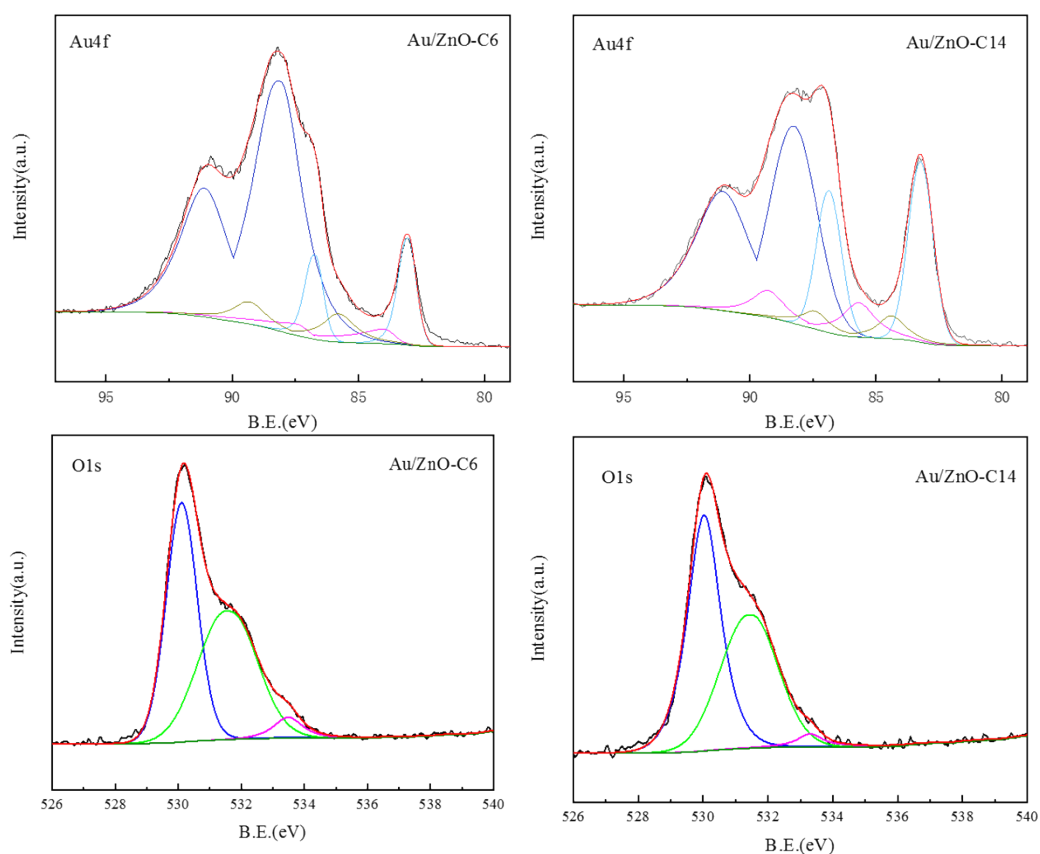 Au4f
Au/ZnO-C6
Intensity(a.u.)
95
90
85
80
B.E.(eV)
Au4f
Au/ZnO-C14
Intensity(a.u.)
95
90
85
80
B.E.(eV)
O1s
Au/ZnO-C6
Intensity(a.u.)
526
528
530
532
534
536
538
540
B.E.(eV)
O1s
Au/ZnO-C14
Intensity(a.u.)
526
528
530
532
534
536
538
540
B.E.(eV)